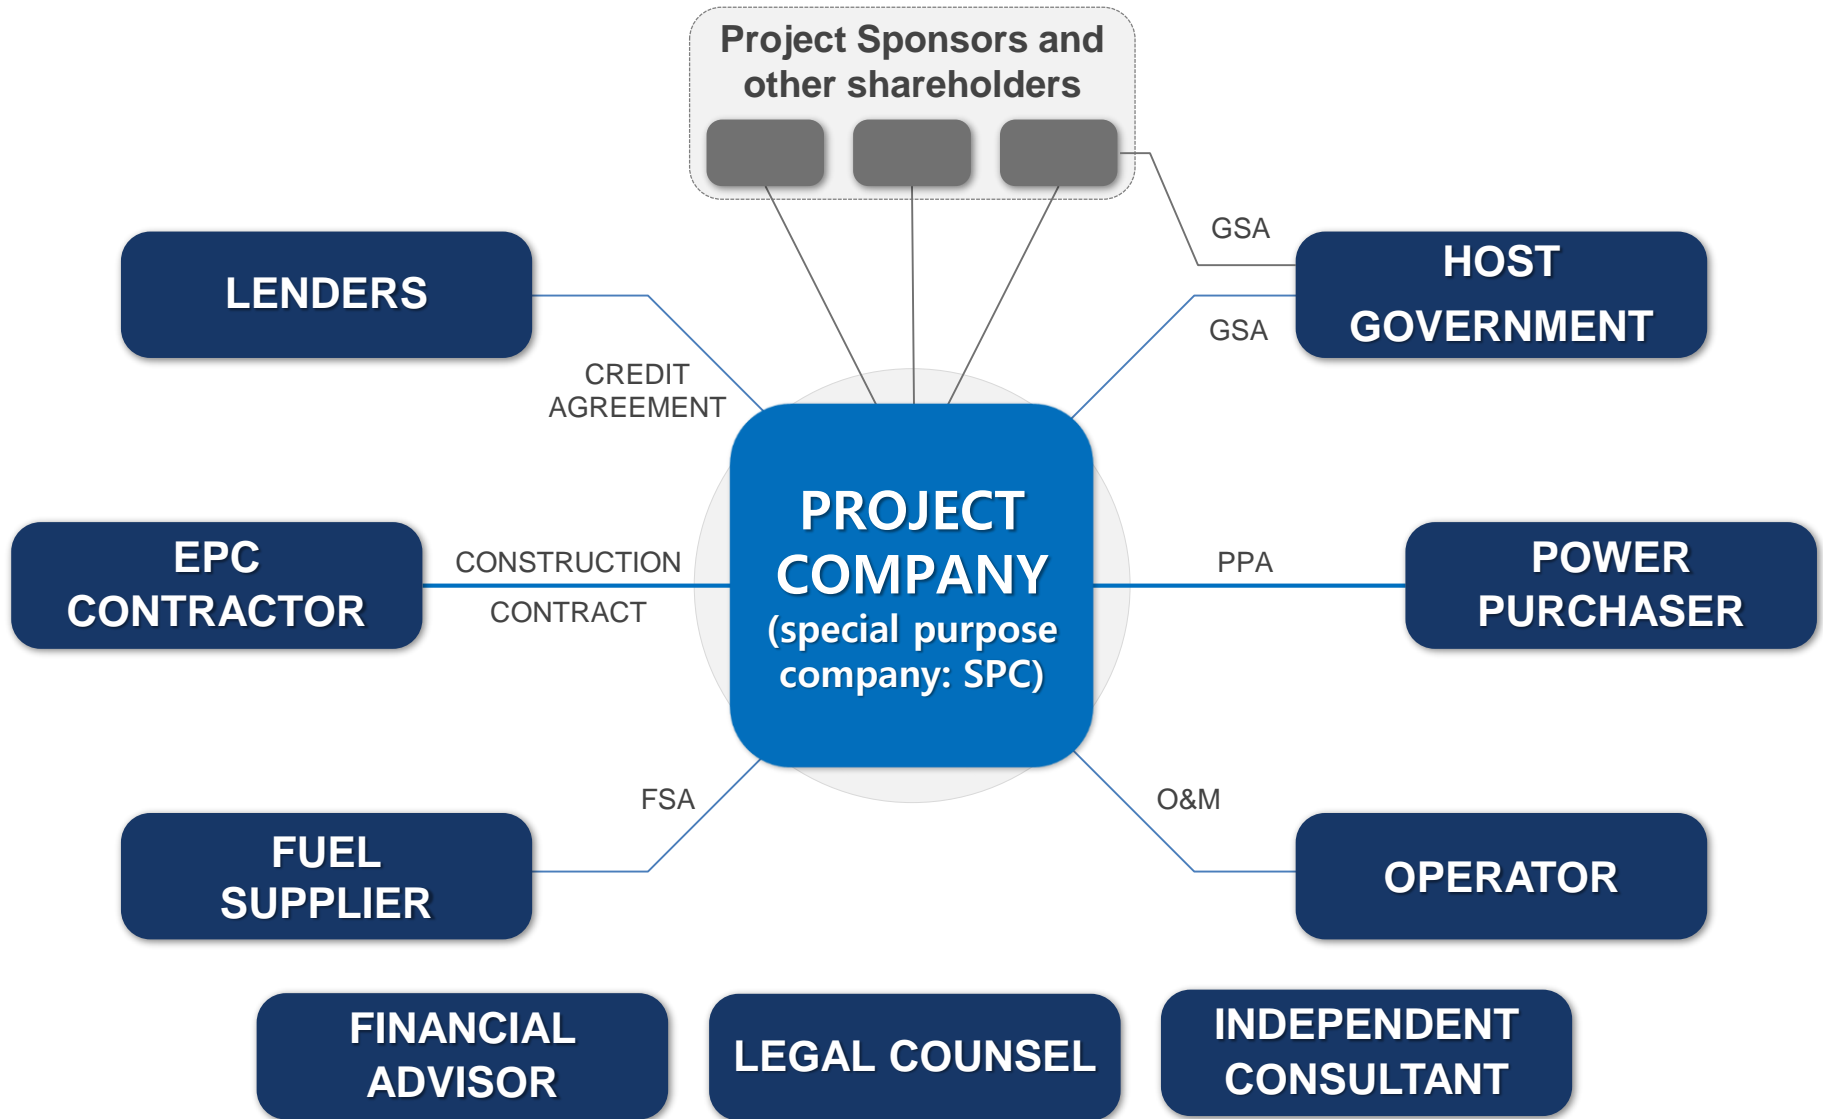 Project Sponsors and
other shareholders
GSA
LENDERS
HOST
GOVERNMENT
GSA
CREDIT
AGREEMENT
PROJECT
COMPANY
(special purpose
company: SPC)
EPC
CONTRACTOR
CONSTRUCTION
CONTRACT
PPA
POWER
PURCHASER
FSA
O&M
FUEL
SUPPLIER
OPERATOR
FINANCIAL
ADVISOR
LEGAL COUNSEL
INDEPENDENT
CONSULTANT